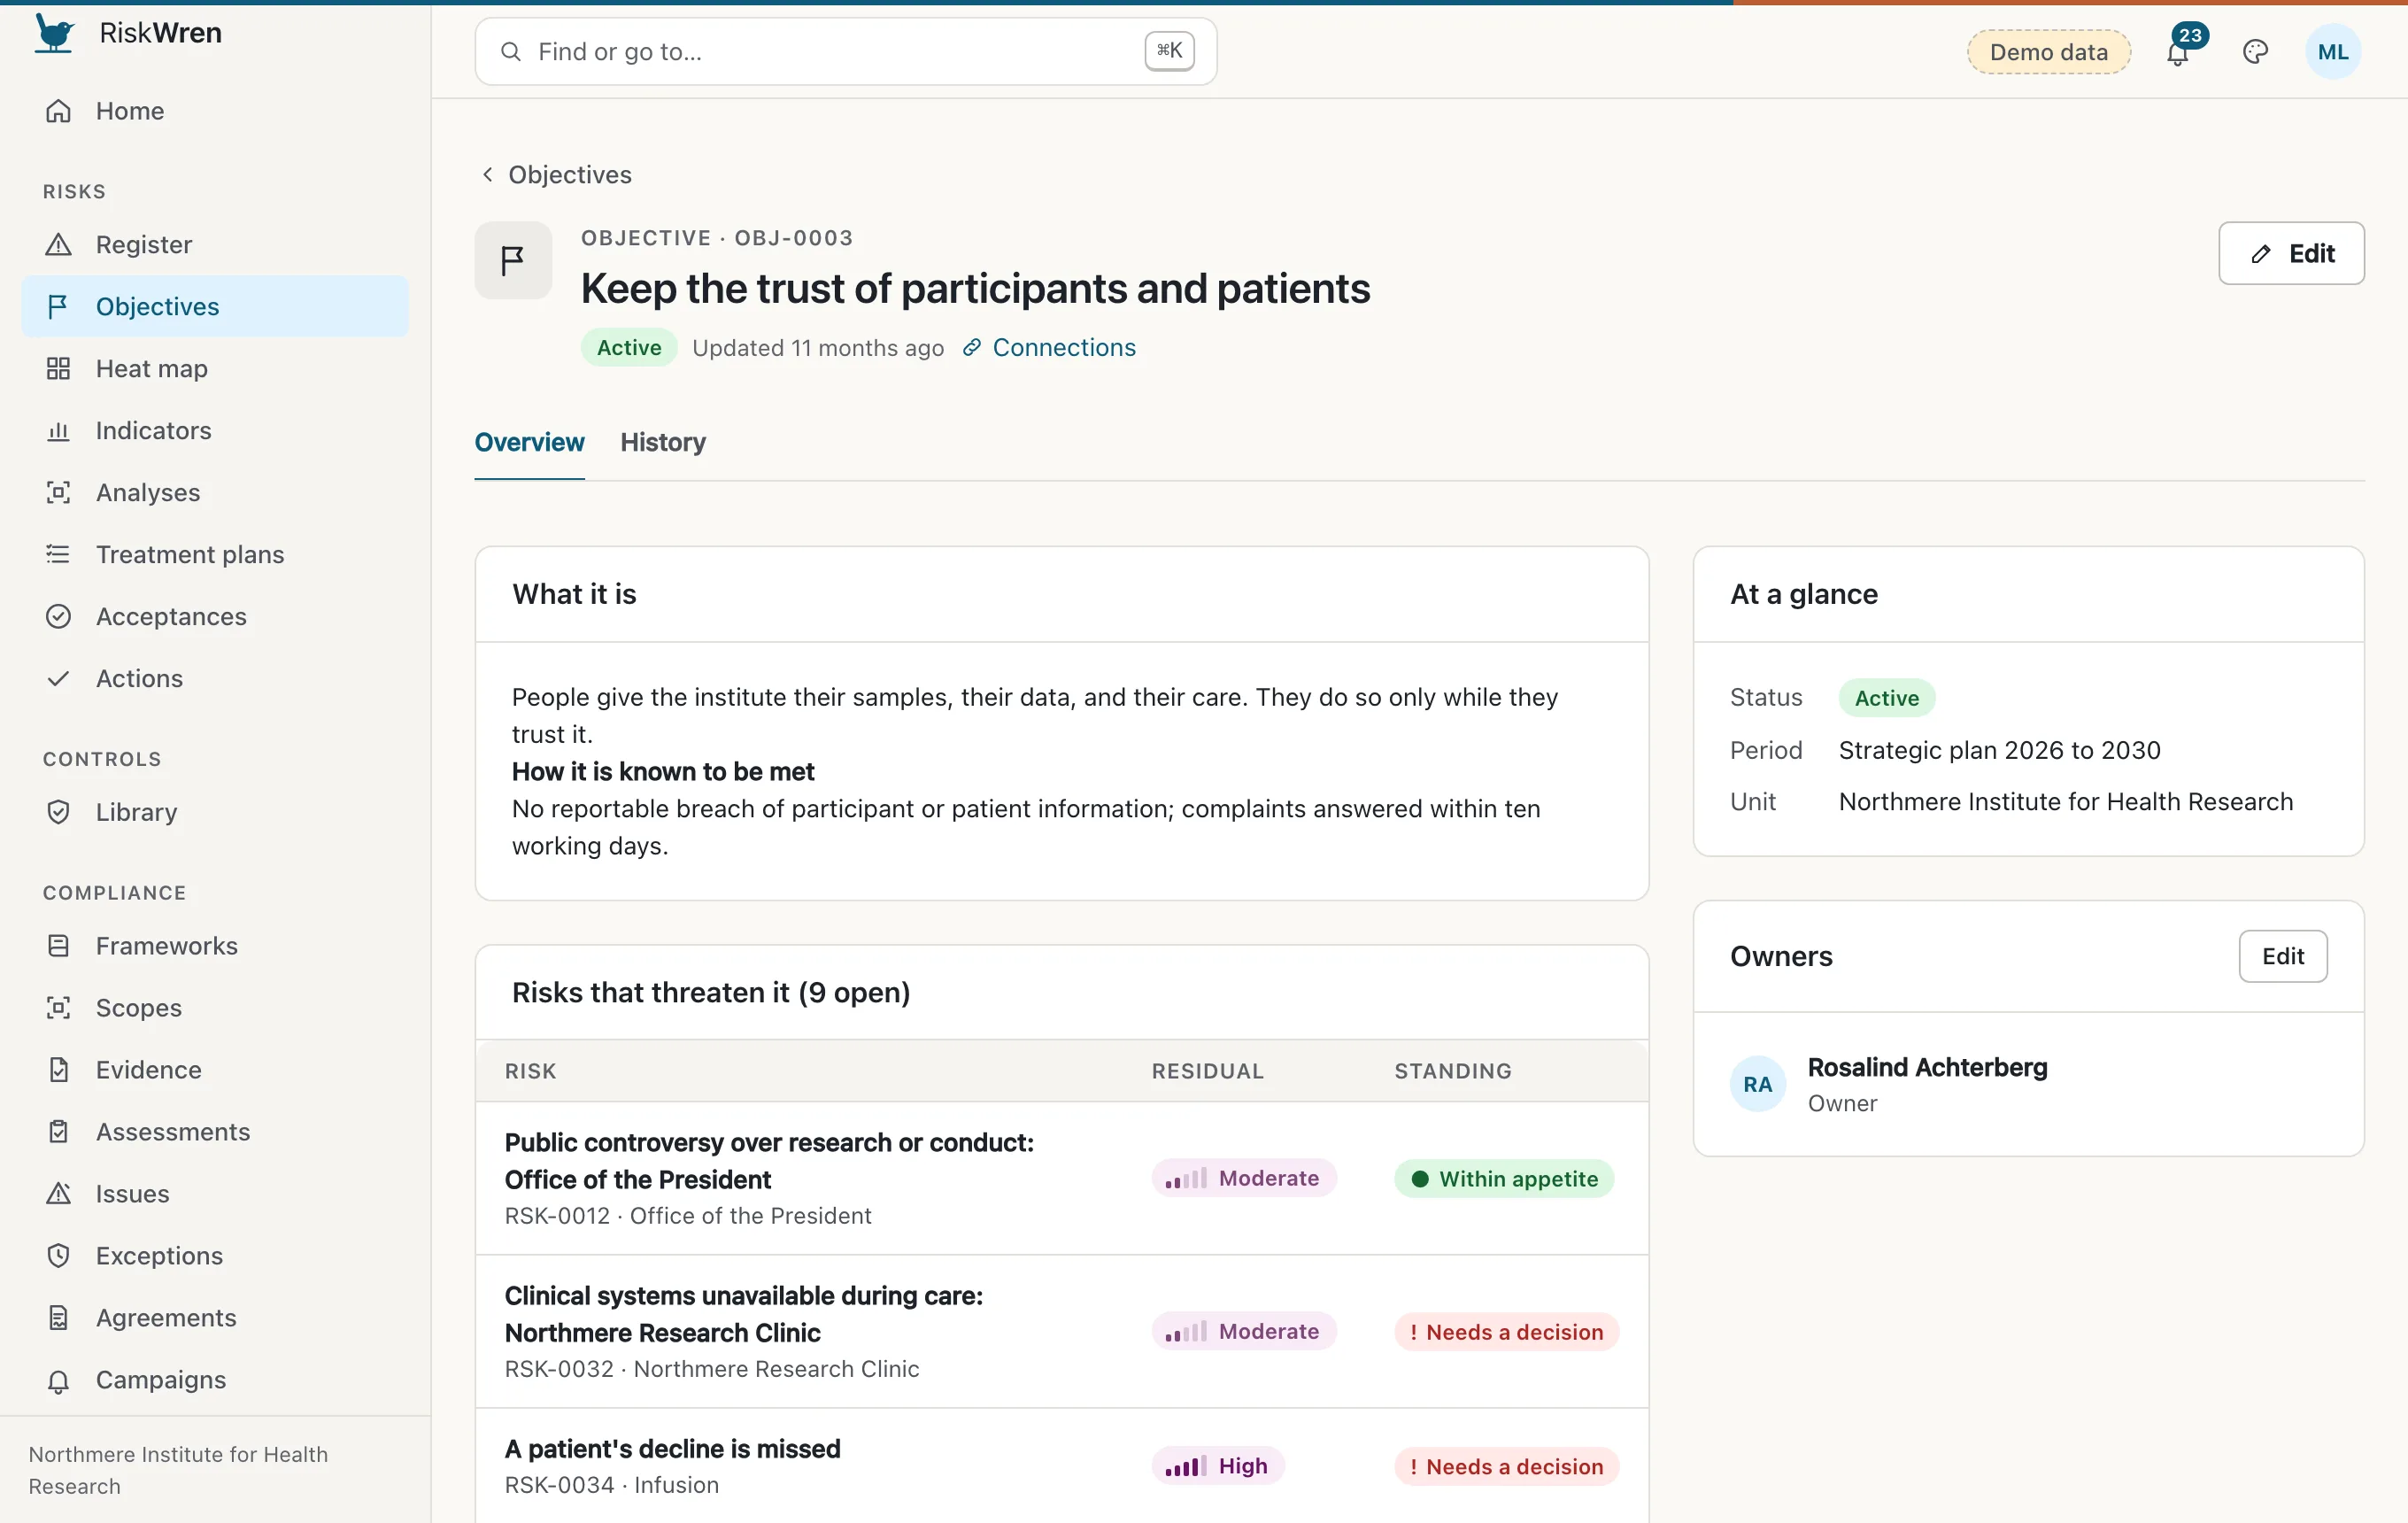 RiskWren
Find or go to...
⌘K
Demo data
23
ML
Home
RISKS
Register
Objectives
Heat map
Indicators
Analyses
Treatment plans
Acceptances
Actions
CONTROLS
Library
COMPLIANCE
Frameworks
Scopes
Evidence
Assessments
Issues
Exceptions
Agreements
Campaigns
Northmere Institute for Health
Research
Objectives
OBJECTIVE · OBJ-0003
Keep the trust of participants and patients
Active Updated 11 months ago Connections
Edit
Overview History
What it is
People give the institute their samples, their data, and their care. They do so only while they
trust it.
How it is known to be met
No reportable breach of participant or patient information; complaints answered within ten
working days.
Risks that threaten it (9 open)
RISK RESIDUAL STANDING
Public controversy over research or conduct:
Office of the President
RSK-0012 · Office of the President
Moderate
Within appetite
Clinical systems unavailable during care:
Northmere Research Clinic
RSK-0032 · Northmere Research Clinic
Moderate
! Needs a decision
A patient's decline is missed
RSK-0034 · Infusion
High
! Needs a decision
At a glance
Status Active
Period Strategic plan 2026 to 2030
Unit Northmere Institute for Health Research
Owners
Edit
RA
Rosalind Achterberg
Owner